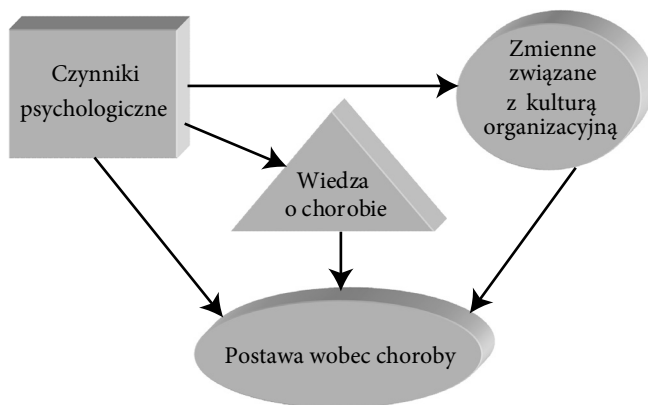 Czynniki
psychologiczne
Zmienne
związane
z kulturą
organizacyjną
Wiedza
o chorobie
Postawa wobec choroby